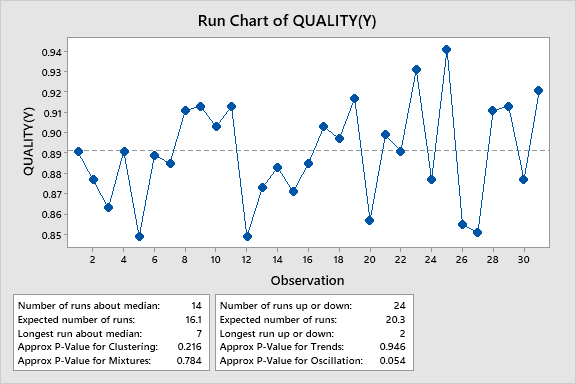 Run Chart of QUALITY(Y)
QUALITY(Y)
0.94
0.93
0.92
0.91
0.90
0.89
0.88
0.87
0.86
0.85
2 4 6 8 10 12 14 16 18 20 22 24 26 28 30
Observation
Number of runs about median: 14
Expected number of runs: 16.1
Longest run about median: 7
Approx P-Value for Clustering: 0.216
Approx P-Value for Mixtures: 0.784
Number of runs up or down: 24
Expected number of runs: 20.3
Longest run up or down: 2
Approx P-Value for Trends: 0.946
Approx P-Value for Oscillation: 0.054